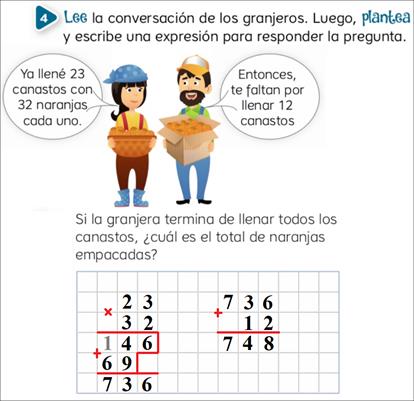 4 Lee la conversación de los granjeros. Luego, plantea
y escribe una expresión para responder la pregunta.
Ya llené 23
canastos con
32 naranjas
cada uno.
Entonces,
te faltan por
llenar 12
canastos
Si la granjera termina de llenar todos los
canastos, ¿cuál es el total de naranjas
empacadas?
2 3
× 3 2
1 4 6
+ 6 9
7 3 6
7 3 6
+ 1 2
7 4 8